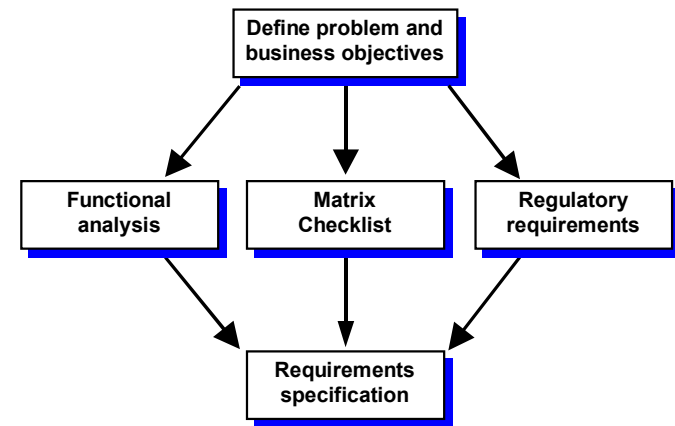 Define problem and
business objectives
Functional
analysis
Matrix
Checklist
Regulatory
requirements
Requirements
specification